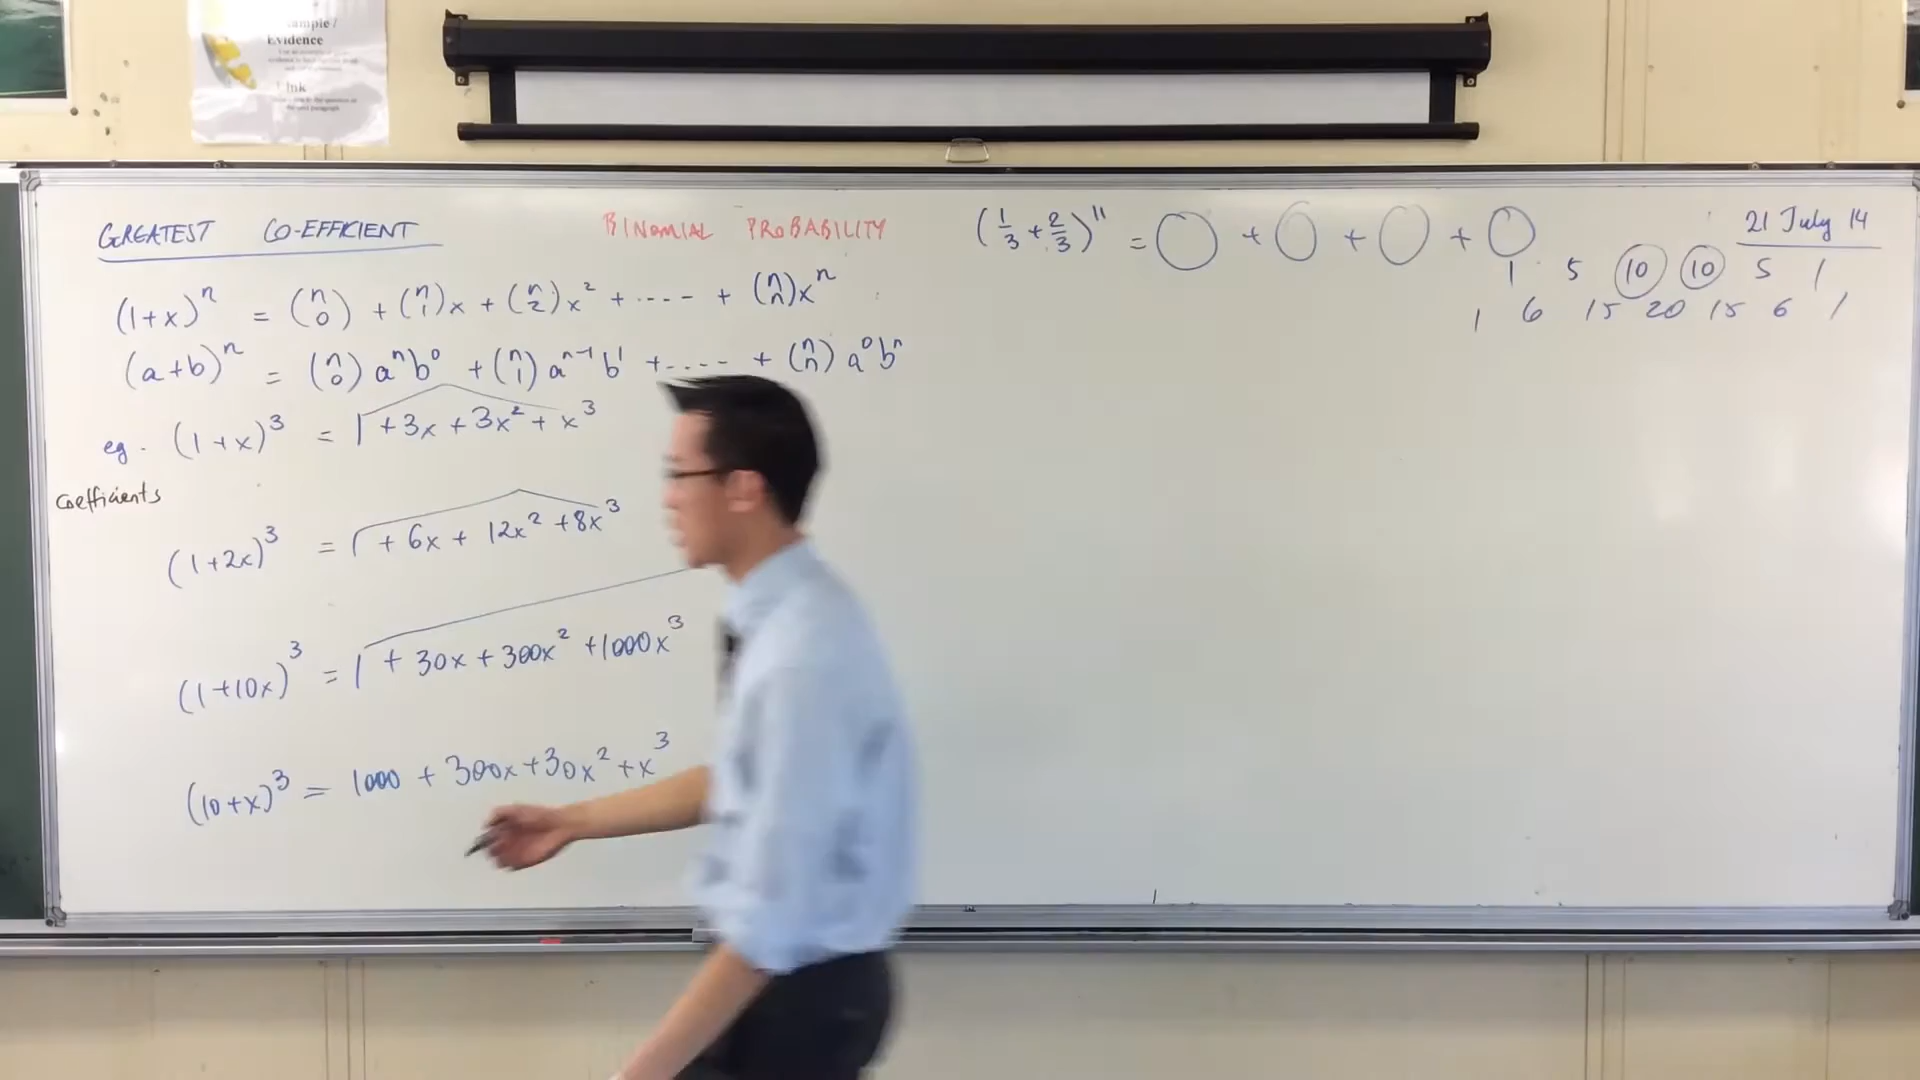 Example /
Evidence
Link
GREATEST CO-EFFICIENT
BINOMIAL PROBABILITY
(1/3 + 2/3)^11 = ○ + ○ + ○ + ○
21 July 14
1 5 10 10 5 1
1 6 15 20 15 6 1
(1+x)^n = (n 0) + (n 1)x + (n 2)x^2 + ---- + (n n)x^n
(a+b)^n = (n 0) a^n b^0 + (n 1) a^(n-1) b^1 + ---- + (n n) a^0 b^n
eg. (1+x)^3 = 1 + 3x + 3x^2 + x^3
Coefficients
(1+2x)^3 = 1 + 6x + 12x^2 + 8x^3
(1+10x)^3 = 1 + 30x + 300x^2 + 1000x^3
(10+x)^3 = 1000 + 300x + 30x^2 + x^3